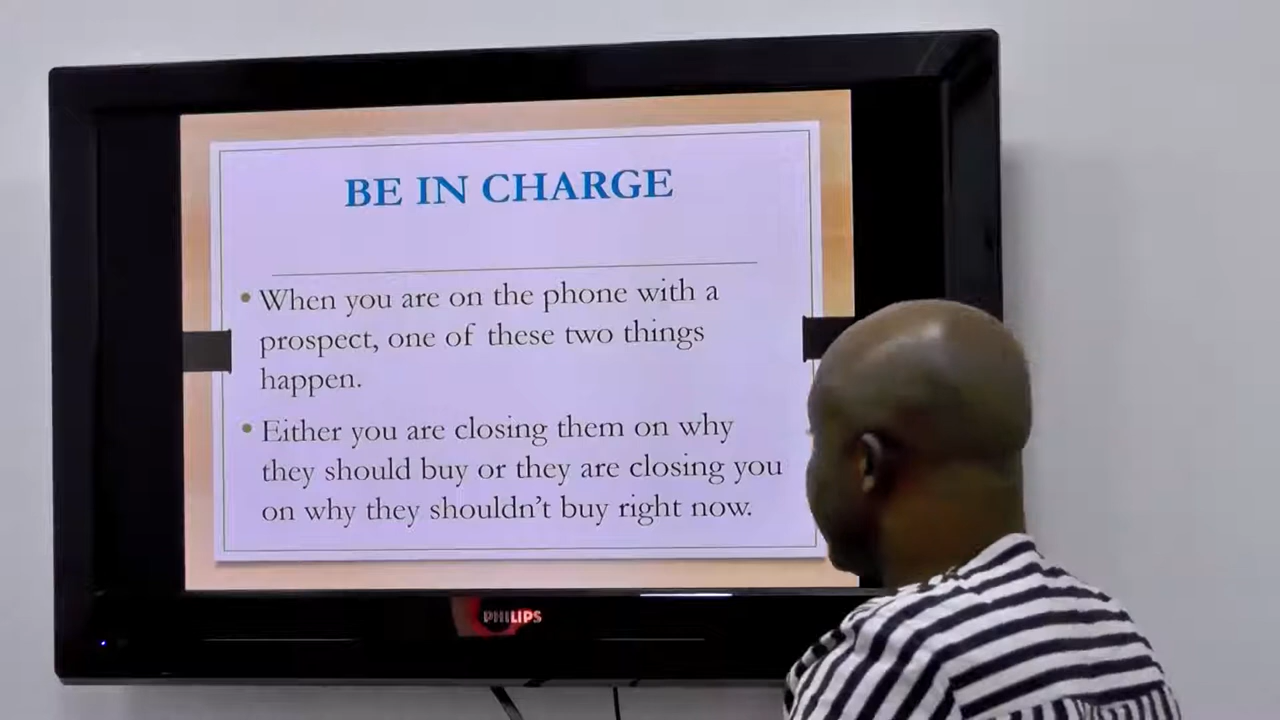 BE IN CHARGE
• When you are on the phone with a
prospect, one of these two things
happen.
• Either you are closing them on why
they should buy or they are closing you
on why they shouldn't buy right now.
PHILIPS